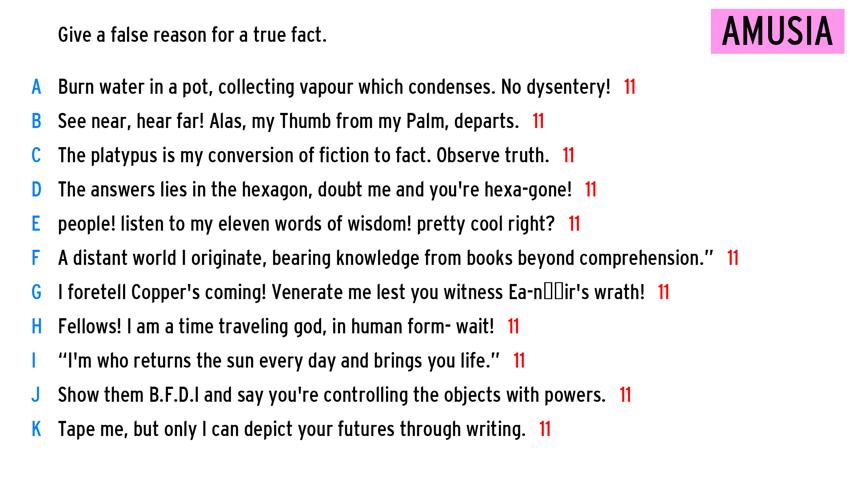 Give a false reason for a true fact.
AMUSIA
A Burn water in a pot, collecting vapour which condenses. No dysentery! 11
B See near, hear far! Alas, my Thumb from my Palm, departs. 11
C The platypus is my conversion of fiction to fact. Observe truth. 11
D The answers lies in the hexagon, doubt me and you're hexa-gone! 11
E people! listen to my eleven words of wisdom! pretty cool right? 11
F A distant world I originate, bearing knowledge from books beyond comprehension.” 11
G I foretell Copper's coming! Venerate me lest you witness Ea-n▯▯ir's wrath! 11
H Fellows! I am a time traveling god, in human form- wait! 11
I “I'm who returns the sun every day and brings you life.” 11
J Show them B.F.D.I and say you're controlling the objects with powers. 11
K Tape me, but only I can depict your futures through writing. 11